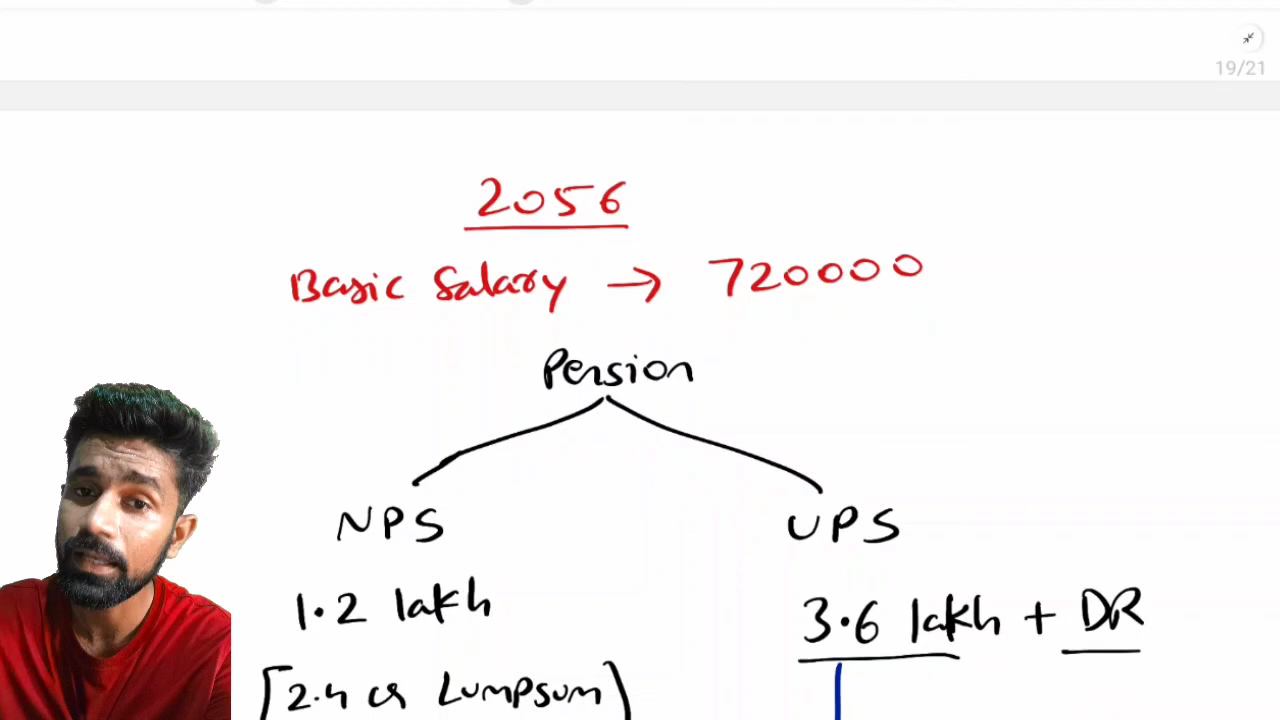 19/21
2056
Basic Salary → 720000
Pension
NPS
UPS
1.2 lakh
3.6 lakh + DR
[2.4 cr Lumpsum]